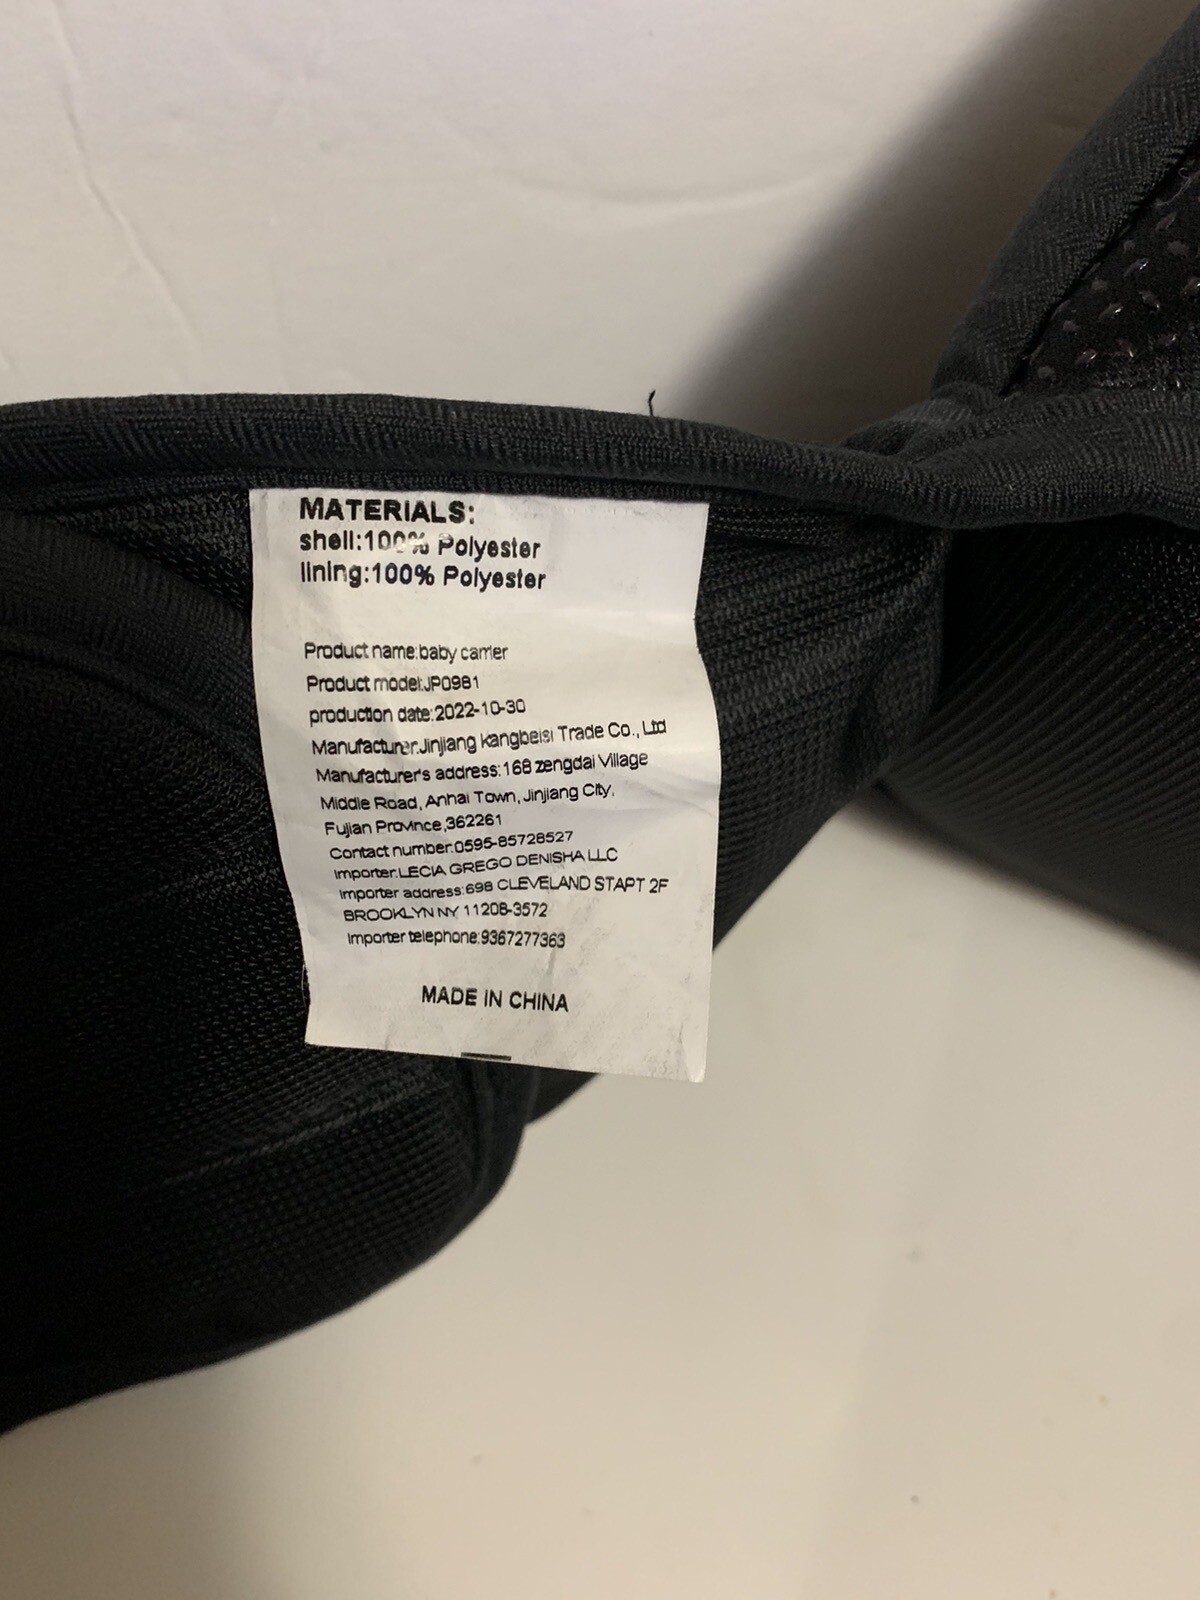 MATERIALS:
shell:100% Polyester
lining:100% Polyester
Product name:baby carrier
Product model:JP0981
production date:2022-10-30
Manufacturer:Jinjiang kangbeisi Trade Co., Ltd
Manufacturer's address:168 zengdai Village
Middle Road, Anhai Town, Jinjiang City,
Fujian Province,362261
Contact number:0595-85728527
Importer:LECIA GREGO DENISHA LLC
Importer address:698 CLEVELAND STAPT 2F
BROOKLYN NY 11208-3572
Importer telephone:9367277363
MADE IN CHINA